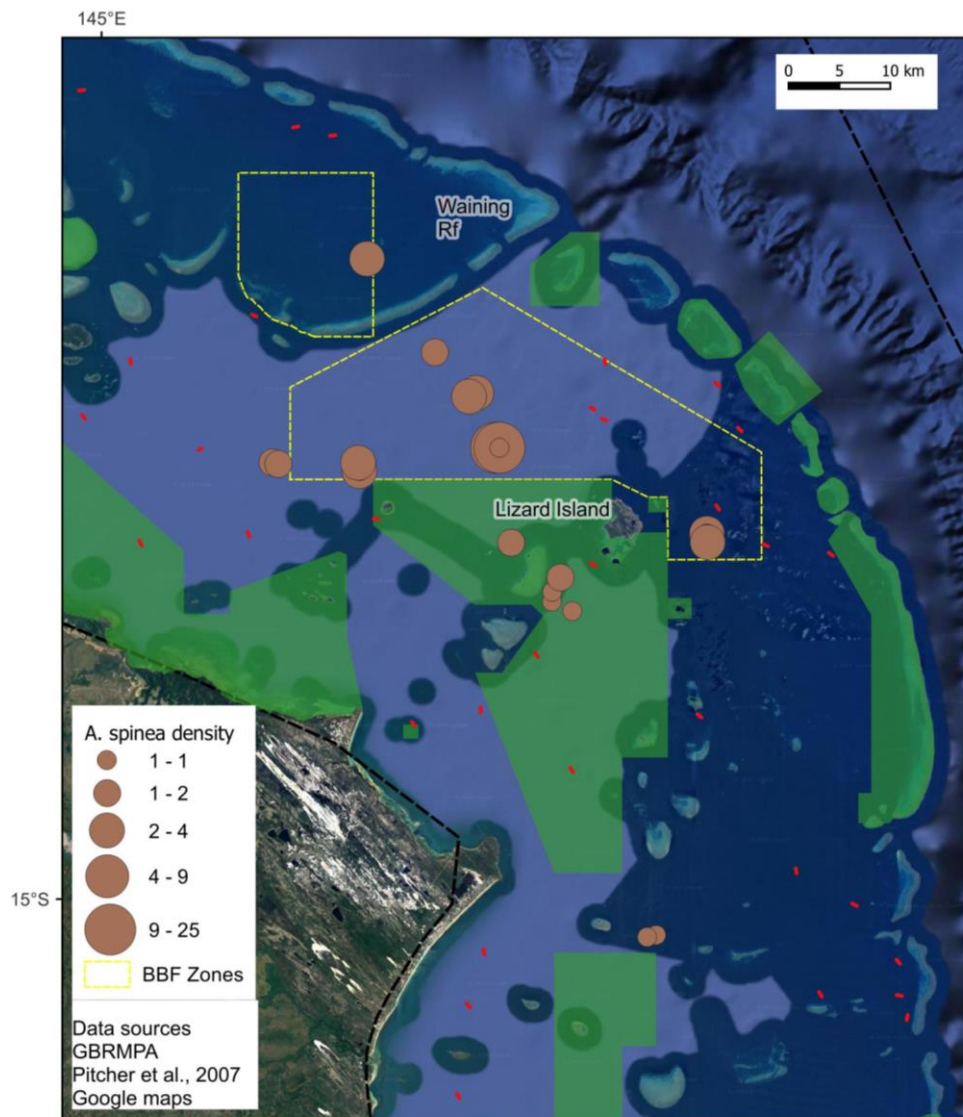 145°E
0 5 10 km
Waining
Rf
Lizard Island
A. spinea density
1 - 1
1 - 2
2 - 4
4 - 9
9 - 25
BBF Zones
15°S
Data sources
GBRMPA
Pitcher et al., 2007
Google maps